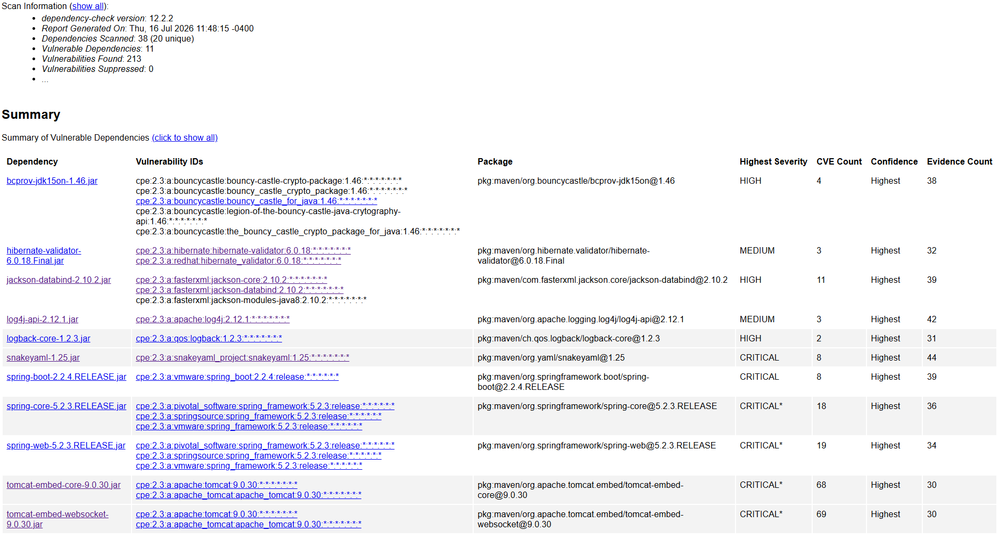 Scan Information (show all):
• dependency-check version: 12.2.2
• Report Generated On: Thu, 16 Jul 2026 11:48:15 -0400
• Dependencies Scanned: 38 (20 unique)
• Vulnerable Dependencies: 11
• Vulnerabilities Found: 213
• Vulnerabilities Suppressed: 0
• ...
Summary
Summary of Vulnerable Dependencies (click to show all)
Dependency Vulnerability IDs Package Highest Severity CVE Count Confidence Evidence Count
bcprov-jdk15on-1.46.jar cpe:2.3:a:bouncycastle:bouncy-castle-crypto-package:1.46:*:*:*:*:*:*:* pkg:maven/org.bouncycastle/bcprov-jdk15on@1.46 HIGH 4 Highest 38
cpe:2.3:a:bouncycastle:bouncy_castle_crypto_package:1.46:*:*:*:*:*:*:*
cpe:2.3:a:bouncycastle:bouncy_castle_for_java:1.46:*:*:*:*:*:*:*
cpe:2.3:a:bouncycastle:legion-of-the-bouncy-castle-java-crytography-
api:1.46:*:*:*:*:*:*:*
cpe:2.3:a:bouncycastle:the_bouncy_castle_crypto_package_for_java:1.46:*:*:*:*:*:*:*
hibernate-validator- cpe:2.3:a:hibernate:hibernate-validator:6.0.18:*:*:*:*:*:*:* pkg:maven/org.hibernate.validator/hibernate- MEDIUM 3 Highest 32
6.0.18.Final.jar cpe:2.3:a:redhat:hibernate_validator:6.0.18:*:*:*:*:*:*:* validator@6.0.18.Final
jackson-databind-2.10.2.jar cpe:2.3:a:fasterxml:jackson-core:2.10.2:*:*:*:*:*:*:* pkg:maven/com.fasterxml.jackson.core/jackson-databind@2.10.2 HIGH 11 Highest 39
cpe:2.3:a:fasterxml:jackson-databind:2.10.2:*:*:*:*:*:*:*
cpe:2.3:a:fasterxml:jackson-modules-java8:2.10.2:*:*:*:*:*:*:*
log4j-api-2.12.1.jar cpe:2.3:a:apache:log4j:2.12.1:*:*:*:*:*:*:* pkg:maven/org.apache.logging.log4j/log4j-api@2.12.1 MEDIUM 3 Highest 42
logback-core-1.2.3.jar cpe:2.3:a:qos:logback:1.2.3:*:*:*:*:*:*:* pkg:maven/ch.qos.logback/logback-core@1.2.3 HIGH 2 Highest 31
snakeyaml-1.25.jar cpe:2.3:a:snakeyaml_project:snakeyaml:1.25:*:*:*:*:*:*:* pkg:maven/org.yaml/snakeyaml@1.25 CRITICAL 8 Highest 44
spring-boot-2.2.4.RELEASE.jar cpe:2.3:a:vmware:spring_boot:2.2.4:release:*:*:*:*:*:* pkg:maven/org.springframework.boot/spring- CRITICAL 8 Highest 39
boot@2.2.4.RELEASE
spring-core-5.2.3.RELEASE.jar cpe:2.3:a:pivotal_software:spring_framework:5.2.3:release:*:*:*:*:*:* pkg:maven/org.springframework/spring-core@5.2.3.RELEASE CRITICAL* 18 Highest 36
cpe:2.3:a:springsource:spring_framework:5.2.3:release:*:*:*:*:*:*
cpe:2.3:a:vmware:spring_framework:5.2.3:release:*:*:*:*:*:*
spring-web-5.2.3.RELEASE.jar cpe:2.3:a:pivotal_software:spring_framework:5.2.3:release:*:*:*:*:*:* pkg:maven/org.springframework/spring-web@5.2.3.RELEASE CRITICAL* 19 Highest 34
cpe:2.3:a:springsource:spring_framework:5.2.3:release:*:*:*:*:*:*
cpe:2.3:a:vmware:spring_framework:5.2.3:release:*:*:*:*:*:*
tomcat-embed-core-9.0.30.jar cpe:2.3:a:apache:tomcat:9.0.30:*:*:*:*:*:*:* pkg:maven/org.apache.tomcat.embed/tomcat-embed- CRITICAL* 68 Highest 30
cpe:2.3:a:apache_tomcat:apache_tomcat:9.0.30:*:*:*:*:*:*:* core@9.0.30
tomcat-embed-websocket- cpe:2.3:a:apache:tomcat:9.0.30:*:*:*:*:*:*:* pkg:maven/org.apache.tomcat.embed/tomcat-embed- CRITICAL* 69 Highest 30
9.0.30.jar cpe:2.3:a:apache_tomcat:apache_tomcat:9.0.30:*:*:*:*:*:*:* websocket@9.0.30